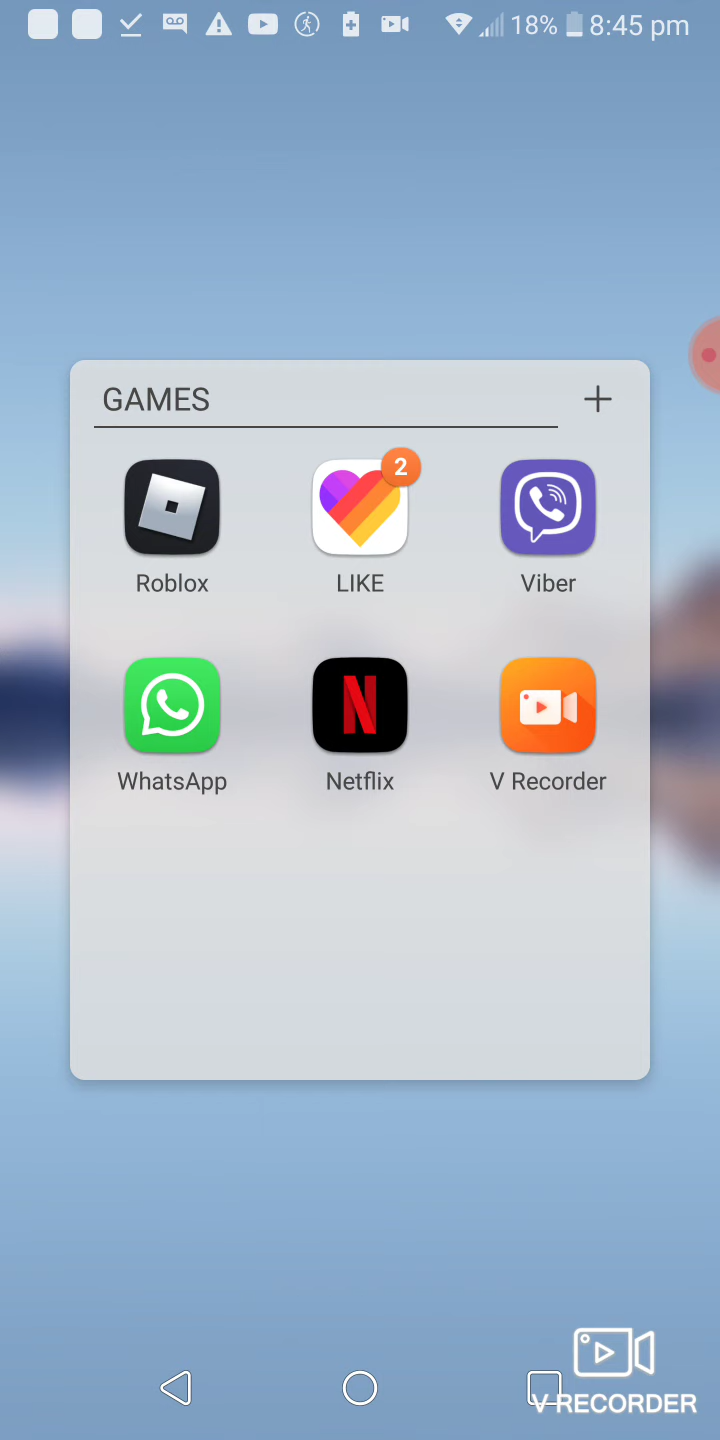 18% 8:45 pm
GAMES
2
Roblox LIKE Viber
WhatsApp Netflix V Recorder
V RECORDER